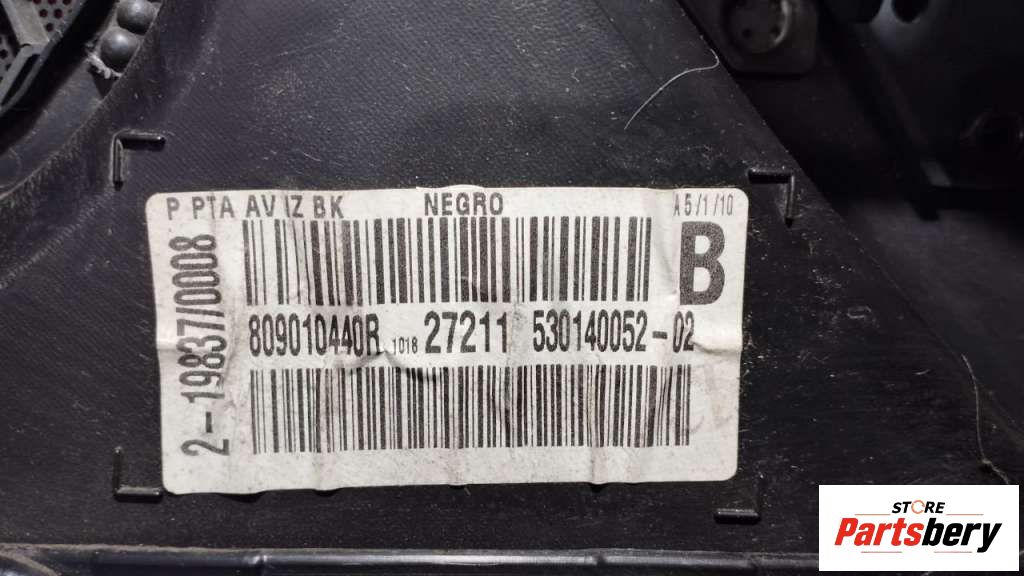 P PTA AV IZ BK NEGRO A 5/1/10
B
2-19837/0008
809010440R 1018 27211 530140052-02
STORE
Partsbery